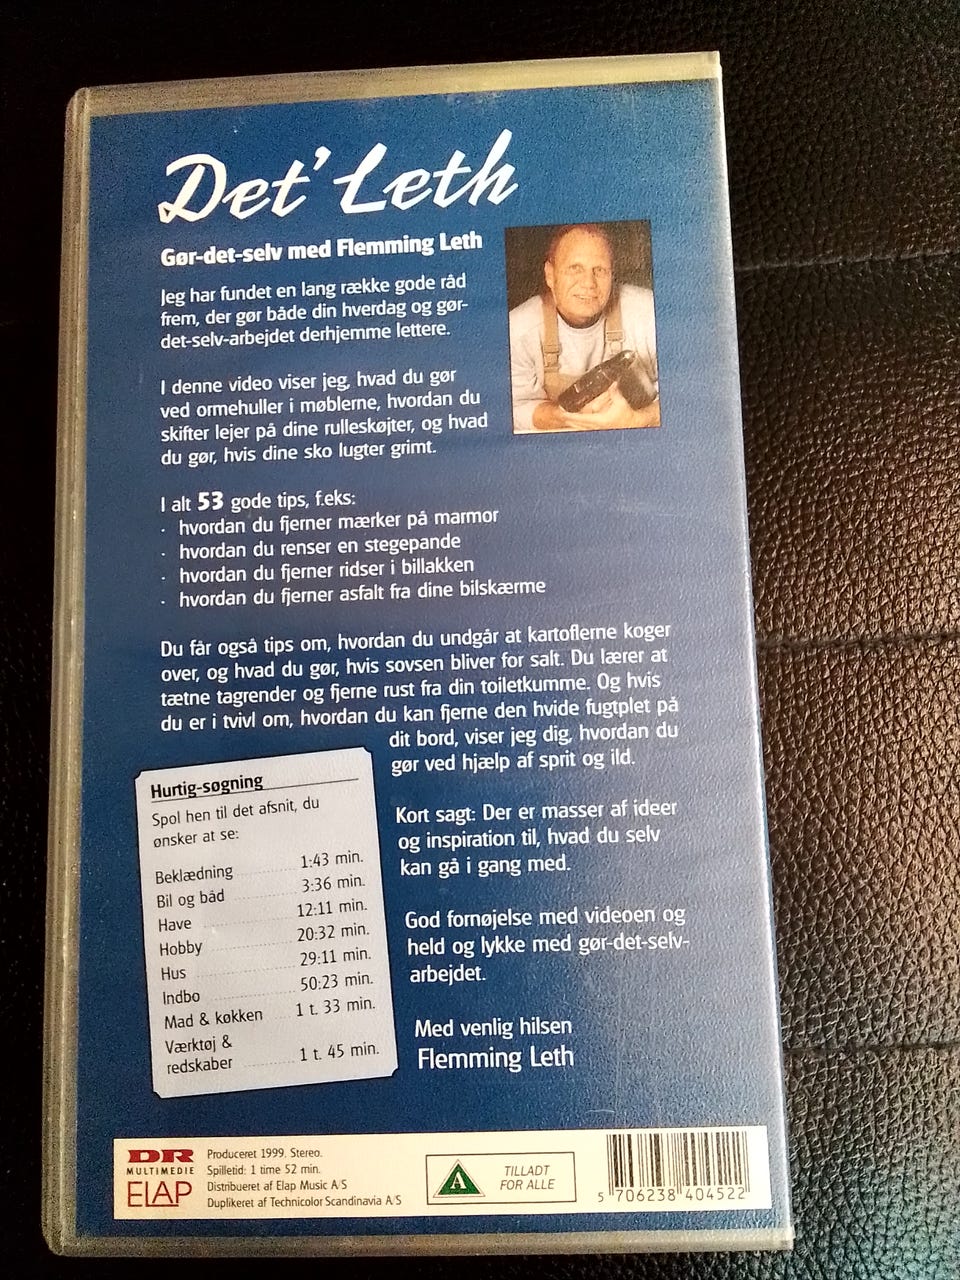 Det' Leth
Gør-det-selv med Flemming Leth
Jeg har fundet en lang række gode råd
frem, der gør både din hverdag og gør-
det-selv-arbejdet derhjemme lettere.
I denne video viser jeg, hvad du gør
ved ormehuller i møblerne, hvordan du
skifter lejer på dine rulleskøjter, og hvad
du gør, hvis dine sko lugter grimt.
I alt 53 gode tips, f.eks:
· hvordan du fjerner mærker på marmor
· hvordan du renser en stegepande
· hvordan du fjerner ridser i billakken
· hvordan du fjerner asfalt fra dine bilskærme
Du får også tips om, hvordan du undgår at kartoflerne koger
over, og hvad du gør, hvis sovsen bliver for salt. Du lærer at
tætne tagrender og fjerne rust fra din toiletkumme. Og hvis
du er i tvivl om, hvordan du kan fjerne den hvide fugtplet på
dit bord, viser jeg dig, hvordan du
gør ved hjælp af sprit og ild.
Kort sagt: Der er masser af ideer
og inspiration til, hvad du selv
kan gå i gang med.
God fornøjelse med videoen og
held og lykke med gør-det-selv-
arbejdet.
Med venlig hilsen
Flemming Leth
Hurtig-søgning
Spol hen til det afsnit, du
ønsker at se:
Beklædning 1:43 min.
Bil og båd 3:36 min.
Have 12:11 min.
Hobby 20:32 min.
Hus 29:11 min.
Indbo 50:23 min.
Mad & køkken 1 t. 33 min.
Værktøj &
redskaber 1 t. 45 min.
DR
MULTIMEDIE
ELAP
Produceret 1999. Stereo.
Spilletid: 1 time 52 min.
Distribueret af Elap Music A/S
Duplikeret af Technicolor Scandinavia A/S
A
TILLADT
FOR ALLE
5 706238 404522